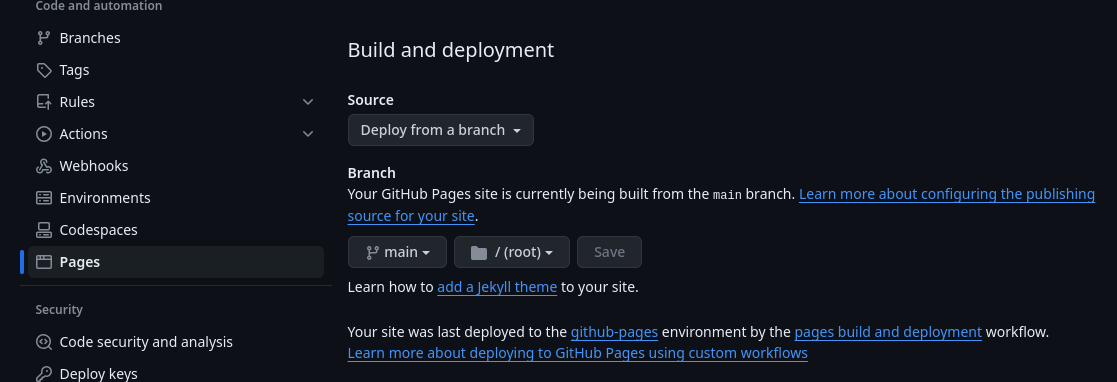 Code and automation
Branches
Tags
Rules
Actions
Webhooks
Environments
Codespaces
Pages
Security
Code security and analysis
Deploy keys
Build and deployment
Source
Deploy from a branch
Branch
Your GitHub Pages site is currently being built from the main branch. Learn more about configuring the publishing
source for your site.
main
/ (root)
Save
Learn how to add a Jekyll theme to your site.
Your site was last deployed to the github-pages environment by the pages build and deployment workflow.
Learn more about deploying to GitHub Pages using custom workflows